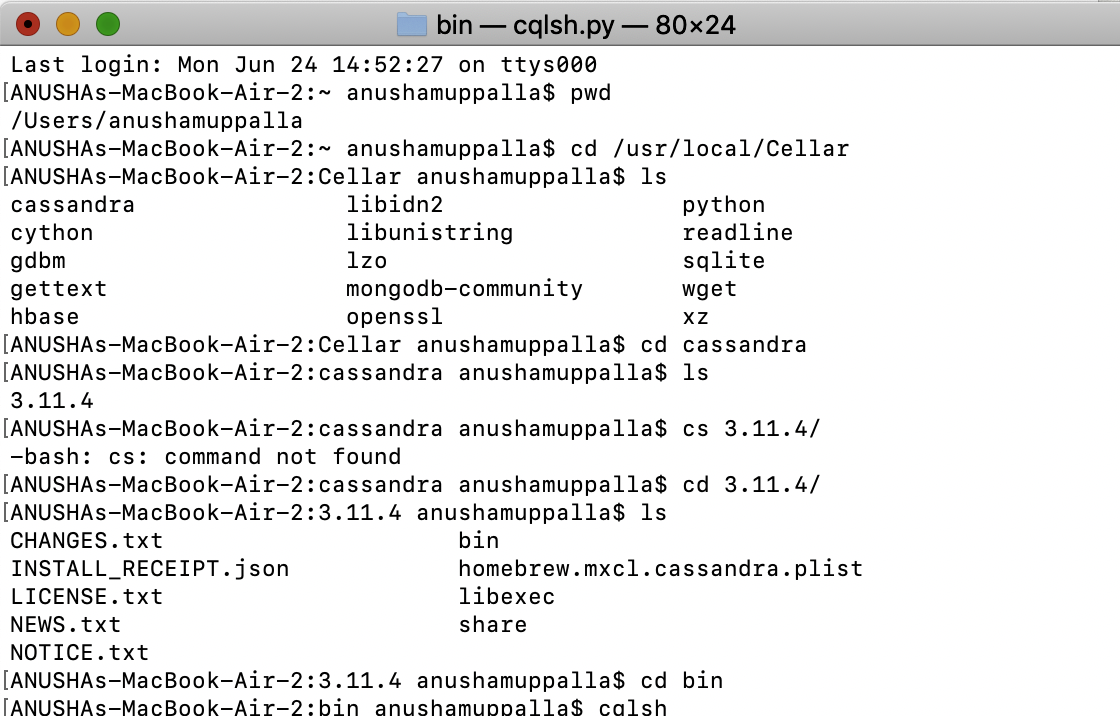 bin — cqlsh.py — 80×24
Last login: Mon Jun 24 14:52:27 on ttys000
[ANUSHAs-MacBook-Air-2:~ anushamuppalla$ pwd
/Users/anushamuppalla
[ANUSHAs-MacBook-Air-2:~ anushamuppalla$ cd /usr/local/Cellar
[ANUSHAs-MacBook-Air-2:Cellar anushamuppalla$ ls
cassandra libidn2 python
cython libunistring readline
gdbm lzo sqlite
gettext mongodb-community wget
hbase openssl xz
[ANUSHAs-MacBook-Air-2:Cellar anushamuppalla$ cd cassandra
[ANUSHAs-MacBook-Air-2:cassandra anushamuppalla$ ls
3.11.4
[ANUSHAs-MacBook-Air-2:cassandra anushamuppalla$ cs 3.11.4/
-bash: cs: command not found
[ANUSHAs-MacBook-Air-2:cassandra anushamuppalla$ cd 3.11.4/
[ANUSHAs-MacBook-Air-2:3.11.4 anushamuppalla$ ls
CHANGES.txt bin
INSTALL_RECEIPT.json homebrew.mxcl.cassandra.plist
LICENSE.txt libexec
NEWS.txt share
NOTICE.txt
[ANUSHAs-MacBook-Air-2:3.11.4 anushamuppalla$ cd bin
[ANUSHAs-MacBook-Air-2:bin anushamuppalla$ cqlsh